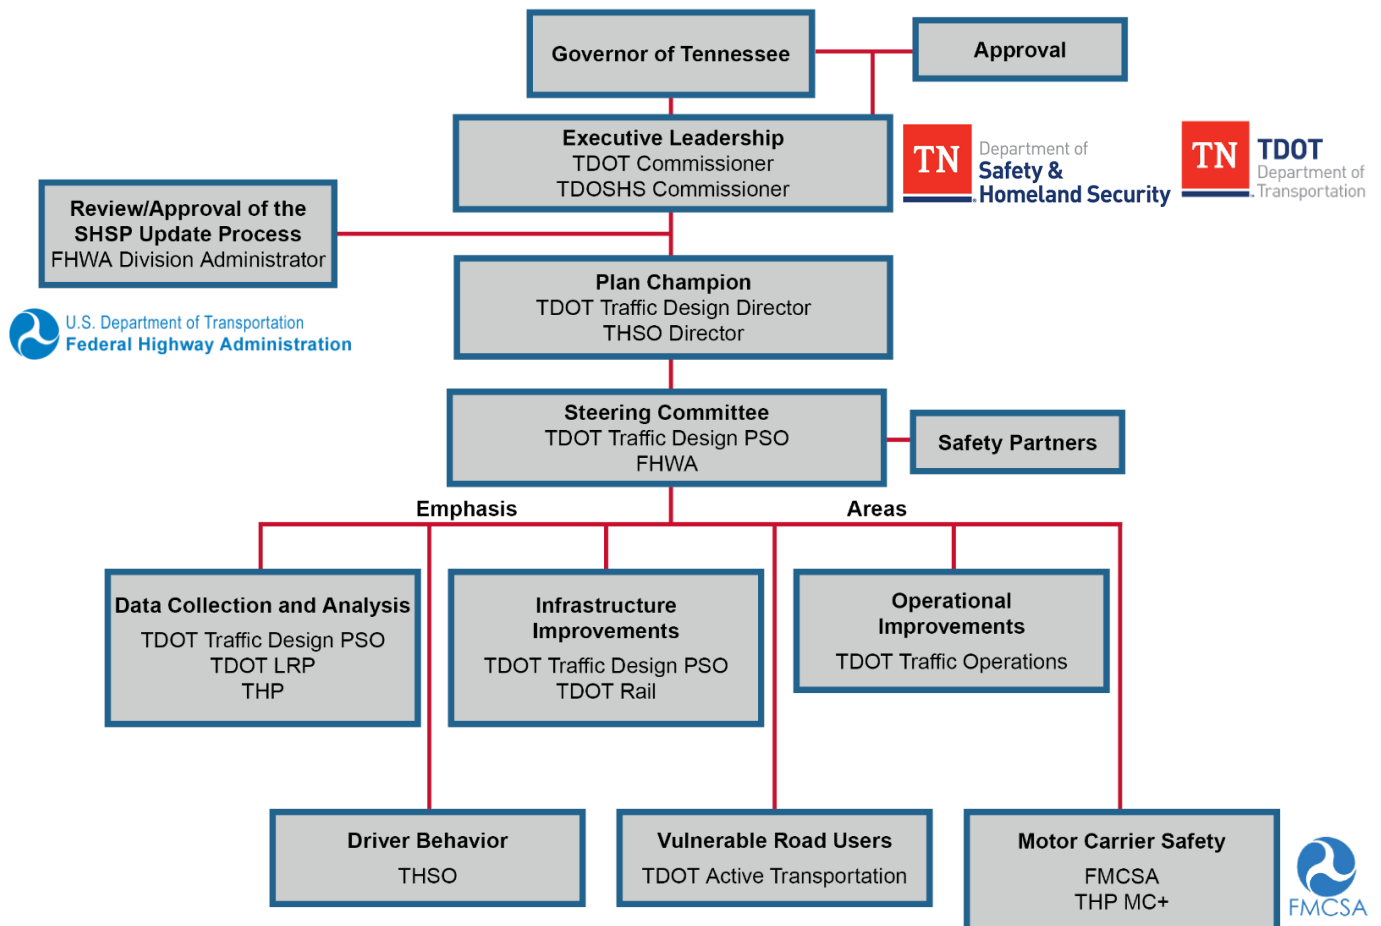 Governor of Tennessee
Approval
Executive Leadership
TDOT Commissioner
TDOSHS Commissioner
TN
Department of
Safety &
Homeland Security
TN
TDOT
Department of
Transportation
Review/Approval of the
SHSP Update Process
FHWA Division Administrator
U.S. Department of Transportation
Federal Highway Administration
Plan Champion
TDOT Traffic Design Director
THSO Director
Steering Committee
TDOT Traffic Design PSO
FHWA
Safety Partners
Emphasis Areas
Data Collection and Analysis
TDOT Traffic Design PSO
TDOT LRP
THP
Infrastructure
Improvements
TDOT Traffic Design PSO
TDOT Rail
Operational
Improvements
TDOT Traffic Operations
Driver Behavior
THSO
Vulnerable Road Users
TDOT Active Transportation
Motor Carrier Safety
FMCSA
THP MC+
FMCSA